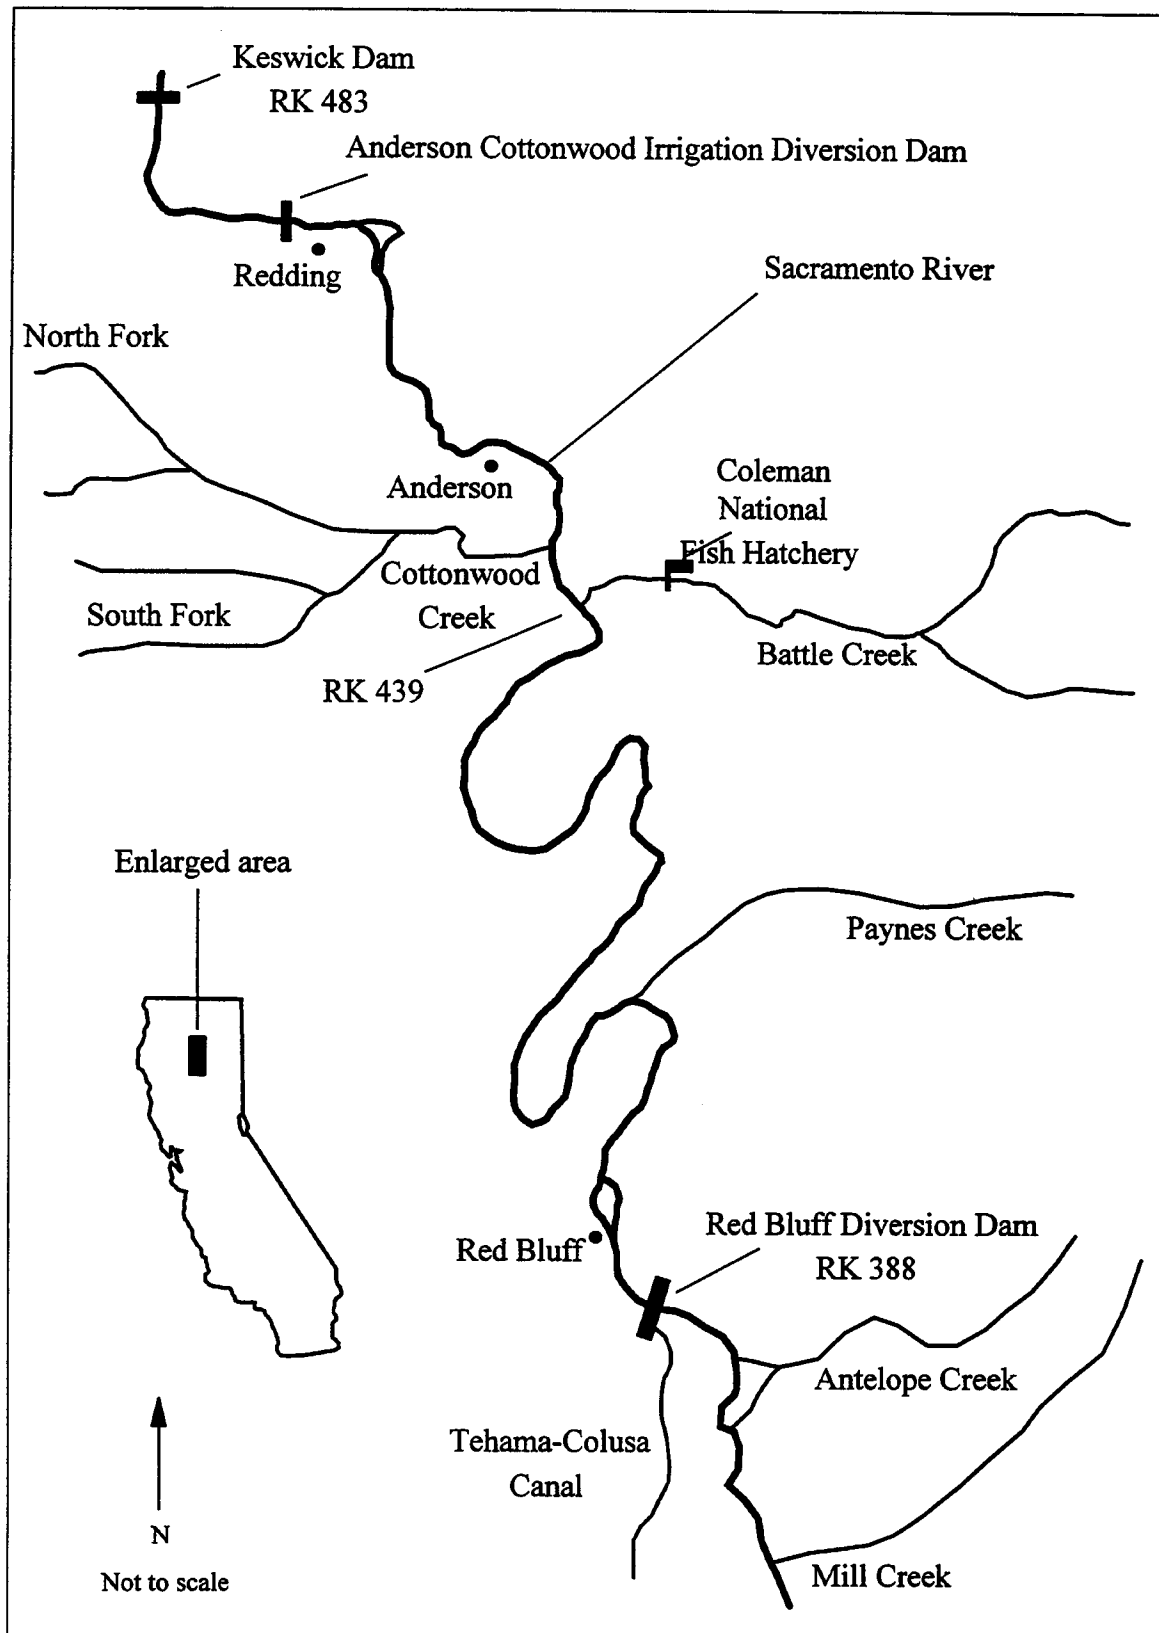 Keswick Dam
RK 483
Anderson Cottonwood Irrigation Diversion Dam
Redding
Sacramento River
North Fork
Anderson
Coleman
National
Fish Hatchery
Cottonwood
Creek
South Fork
Battle Creek
RK 439
Enlarged area
Paynes Creek
Red Bluff
Red Bluff Diversion Dam
RK 388
Antelope Creek
Tehama-Colusa
Canal
N
Not to scale
Mill Creek